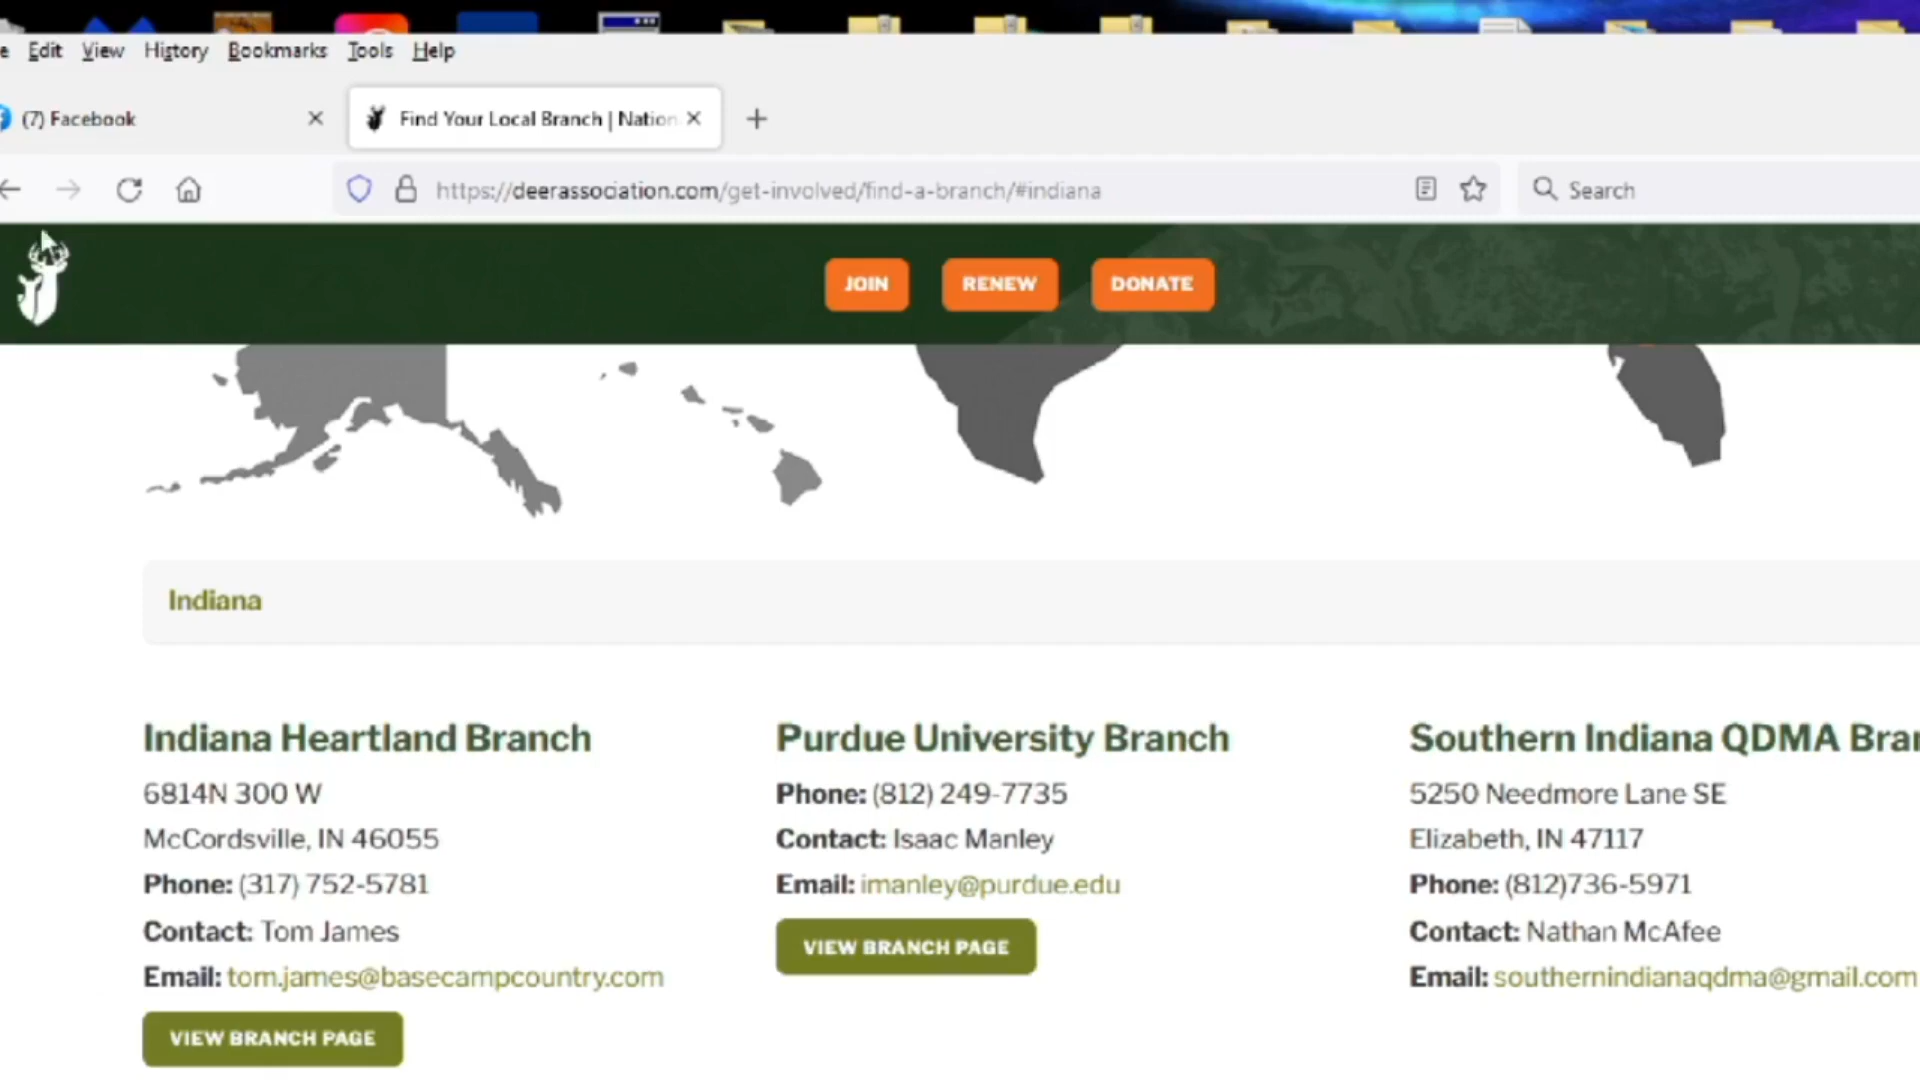 Edit View History Bookmarks Tools Help
(7) Facebook
Find Your Local Branch | Nation
https://deerassociation.com/get-involved/find-a-branch/#indiana
Search
JOIN
RENEW
DONATE
Indiana
Indiana Heartland Branch
6814N 300 W
McCordsville, IN 46055
Phone: (317) 752-5781
Contact: Tom James
Email: tom.james@basecampcountry.com
VIEW BRANCH PAGE
Purdue University Branch
Phone: (812) 249-7735
Contact: Isaac Manley
Email: imanley@purdue.edu
VIEW BRANCH PAGE
Southern Indiana QDMA Bra
5250 Needmore Lane SE
Elizabeth, IN 47117
Phone: (812)736-5971
Contact: Nathan McAfee
Email: southernindianaqdma@gmail.com